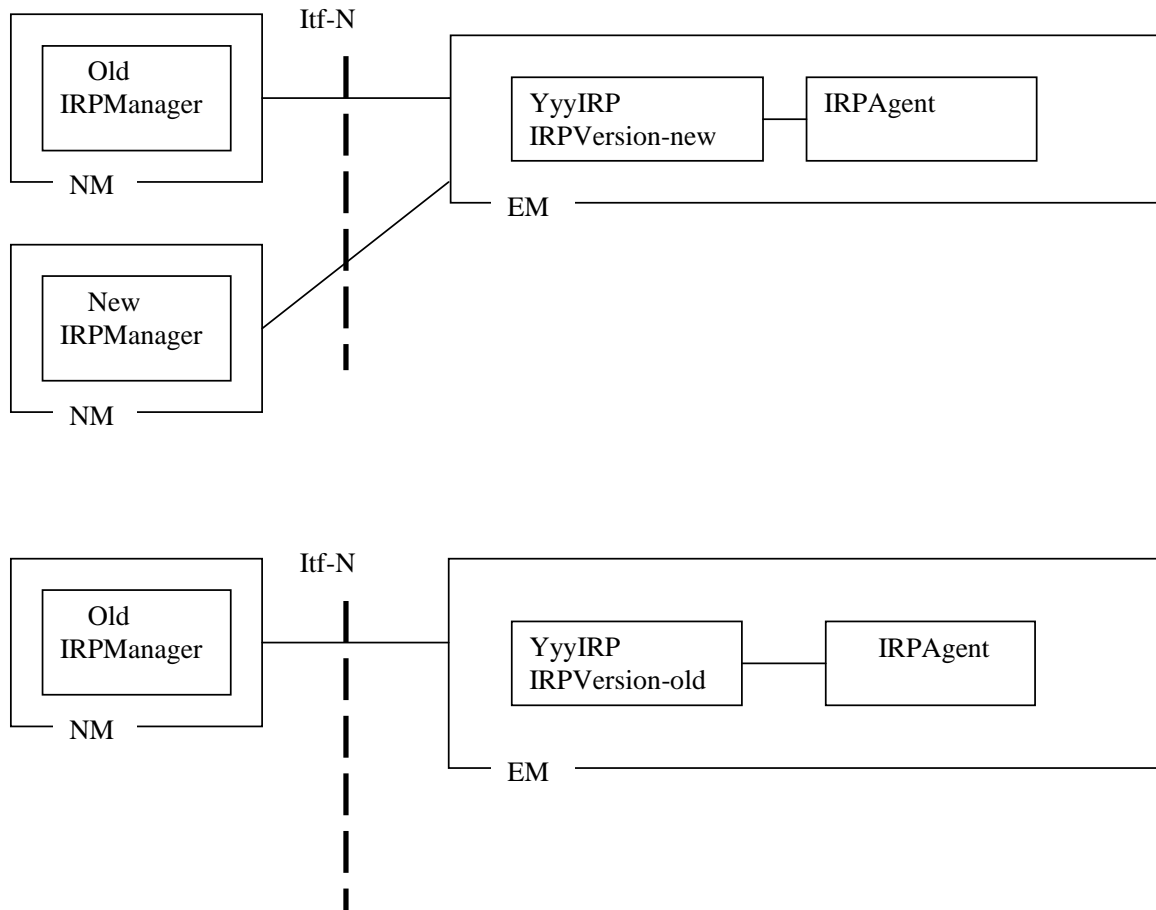 Itf-N
Old
IRPManager
NM
YyyIRP
IRPVersion-new
IRPAgent
EM
New
IRPManager
NM
Itf-N
Old
IRPManager
NM
YyyIRP
IRPVersion-old
IRPAgent
EM